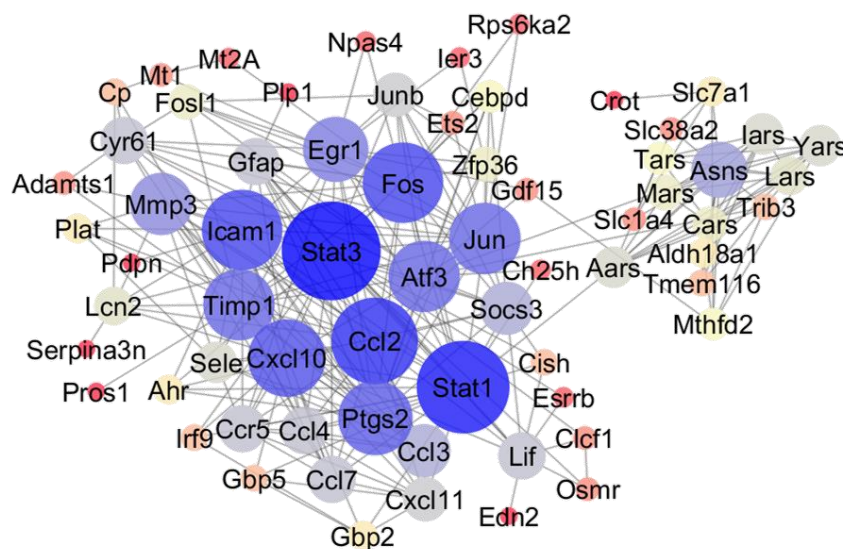 Rps6ka2
Npas4
Mt2A
Ier3
Mt1
Cp
Plp1
Fosl1
Junb
Cebpd
Crot
Slc7a1
Ets2
Slc38a2
Iars
Yars
Cyr61
Gfap
Egr1
Zfp36
Tars
Asns
Lars
Adamts1
Mmp3
Fos
Gdf15
Mars
Trib3
Plat
Icam1
Slc1a4
Cars
Stat3
Jun
Aldh18a1
Pdpn
Atf3
Ch25h
Aars
Tmem116
Lcn2
Timp1
Socs3
Mthfd2
Serpina3n
Sele
Cxcl10
Ccl2
Cish
Pros1
Ahr
Stat1
Esrrb
Irf9
Ccr5
Ccl4
Ptgs2
Clcf1
Ccl3
Lif
Gbp5
Ccl7
Cxcl11
Osmr
Edn2
Gbp2